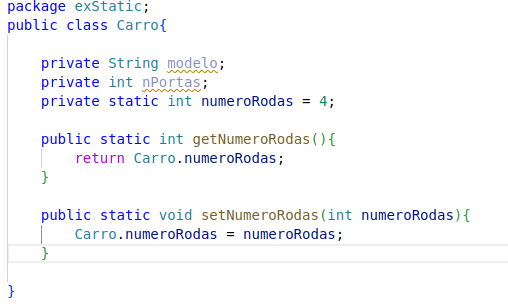 package exStatic;
public class Carro{
private String modelo;
private int nPortas;
private static int numeroRodas = 4;
public static int getNumeroRodas(){
return Carro.numeroRodas;
}
public static void setNumeroRodas(int numeroRodas){
Carro.numeroRodas = numeroRodas;
}
}